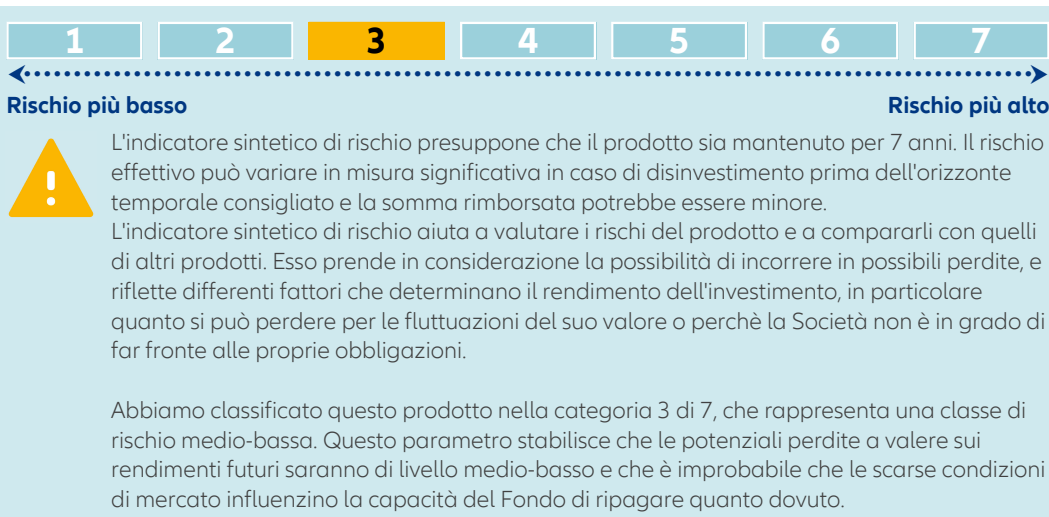 1 2 3 4 5 6 7
Rischio più basso Rischio più alto
L'indicatore sintetico di rischio presuppone che il prodotto sia mantenuto per 7 anni. Il rischio
effettivo può variare in misura significativa in caso di disinvestimento prima dell'orizzonte
temporale consigliato e la somma rimborsata potrebbe essere minore.
L'indicatore sintetico di rischio aiuta a valutare i rischi del prodotto e a compararli con quelli
di altri prodotti. Esso prende in considerazione la possibilità di incorrere in possibili perdite, e
riflette differenti fattori che determinano il rendimento dell'investimento, in particolare
quanto si può perdere per le fluttuazioni del suo valore o perchè la Società non è in grado di
far fronte alle proprie obbligazioni.
Abbiamo classificato questo prodotto nella categoria 3 di 7, che rappresenta una classe di
rischio medio-bassa. Questo parametro stabilisce che le potenziali perdite a valere sui
rendimenti futuri saranno di livello medio-basso e che è improbabile che le scarse condizioni
di mercato influenzino la capacità del Fondo di ripagare quanto dovuto.